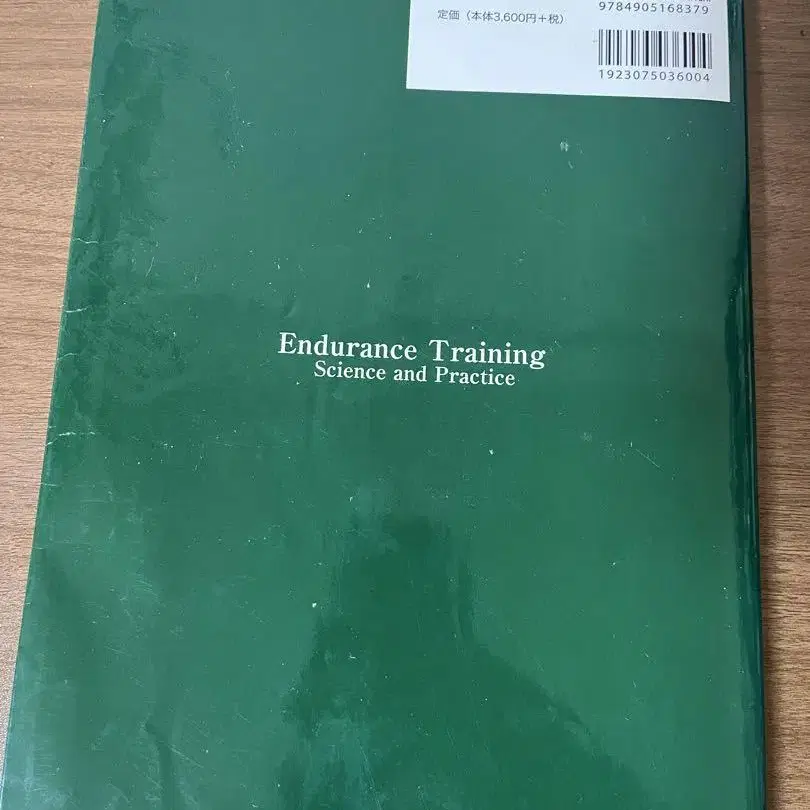 9784905168379
定価（本体3,600円+税）
1923075036004
Endurance Training
Science and Practice